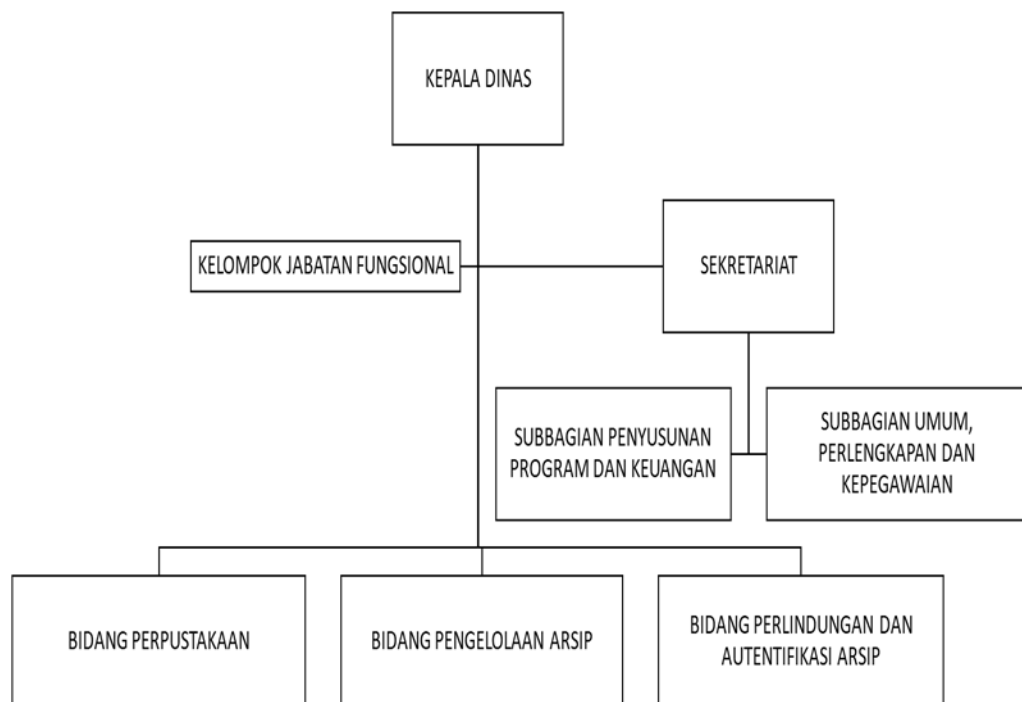 KEPALA DINAS
KELOMPOK JABATAN FUNGSIONAL
SEKRETARIAT
SUBBAGIAN PENYUSUNAN
PROGRAM DAN KEUANGAN
SUBBAGIAN UMUM,
PERLENGKAPAN DAN
KEPEGAWAIAN
BIDANG PERPUSTAKAAN
BIDANG PENGELOLAAN ARSIP
BIDANG PERLINDUNGAN DAN
AUTENTIFIKASI ARSIP